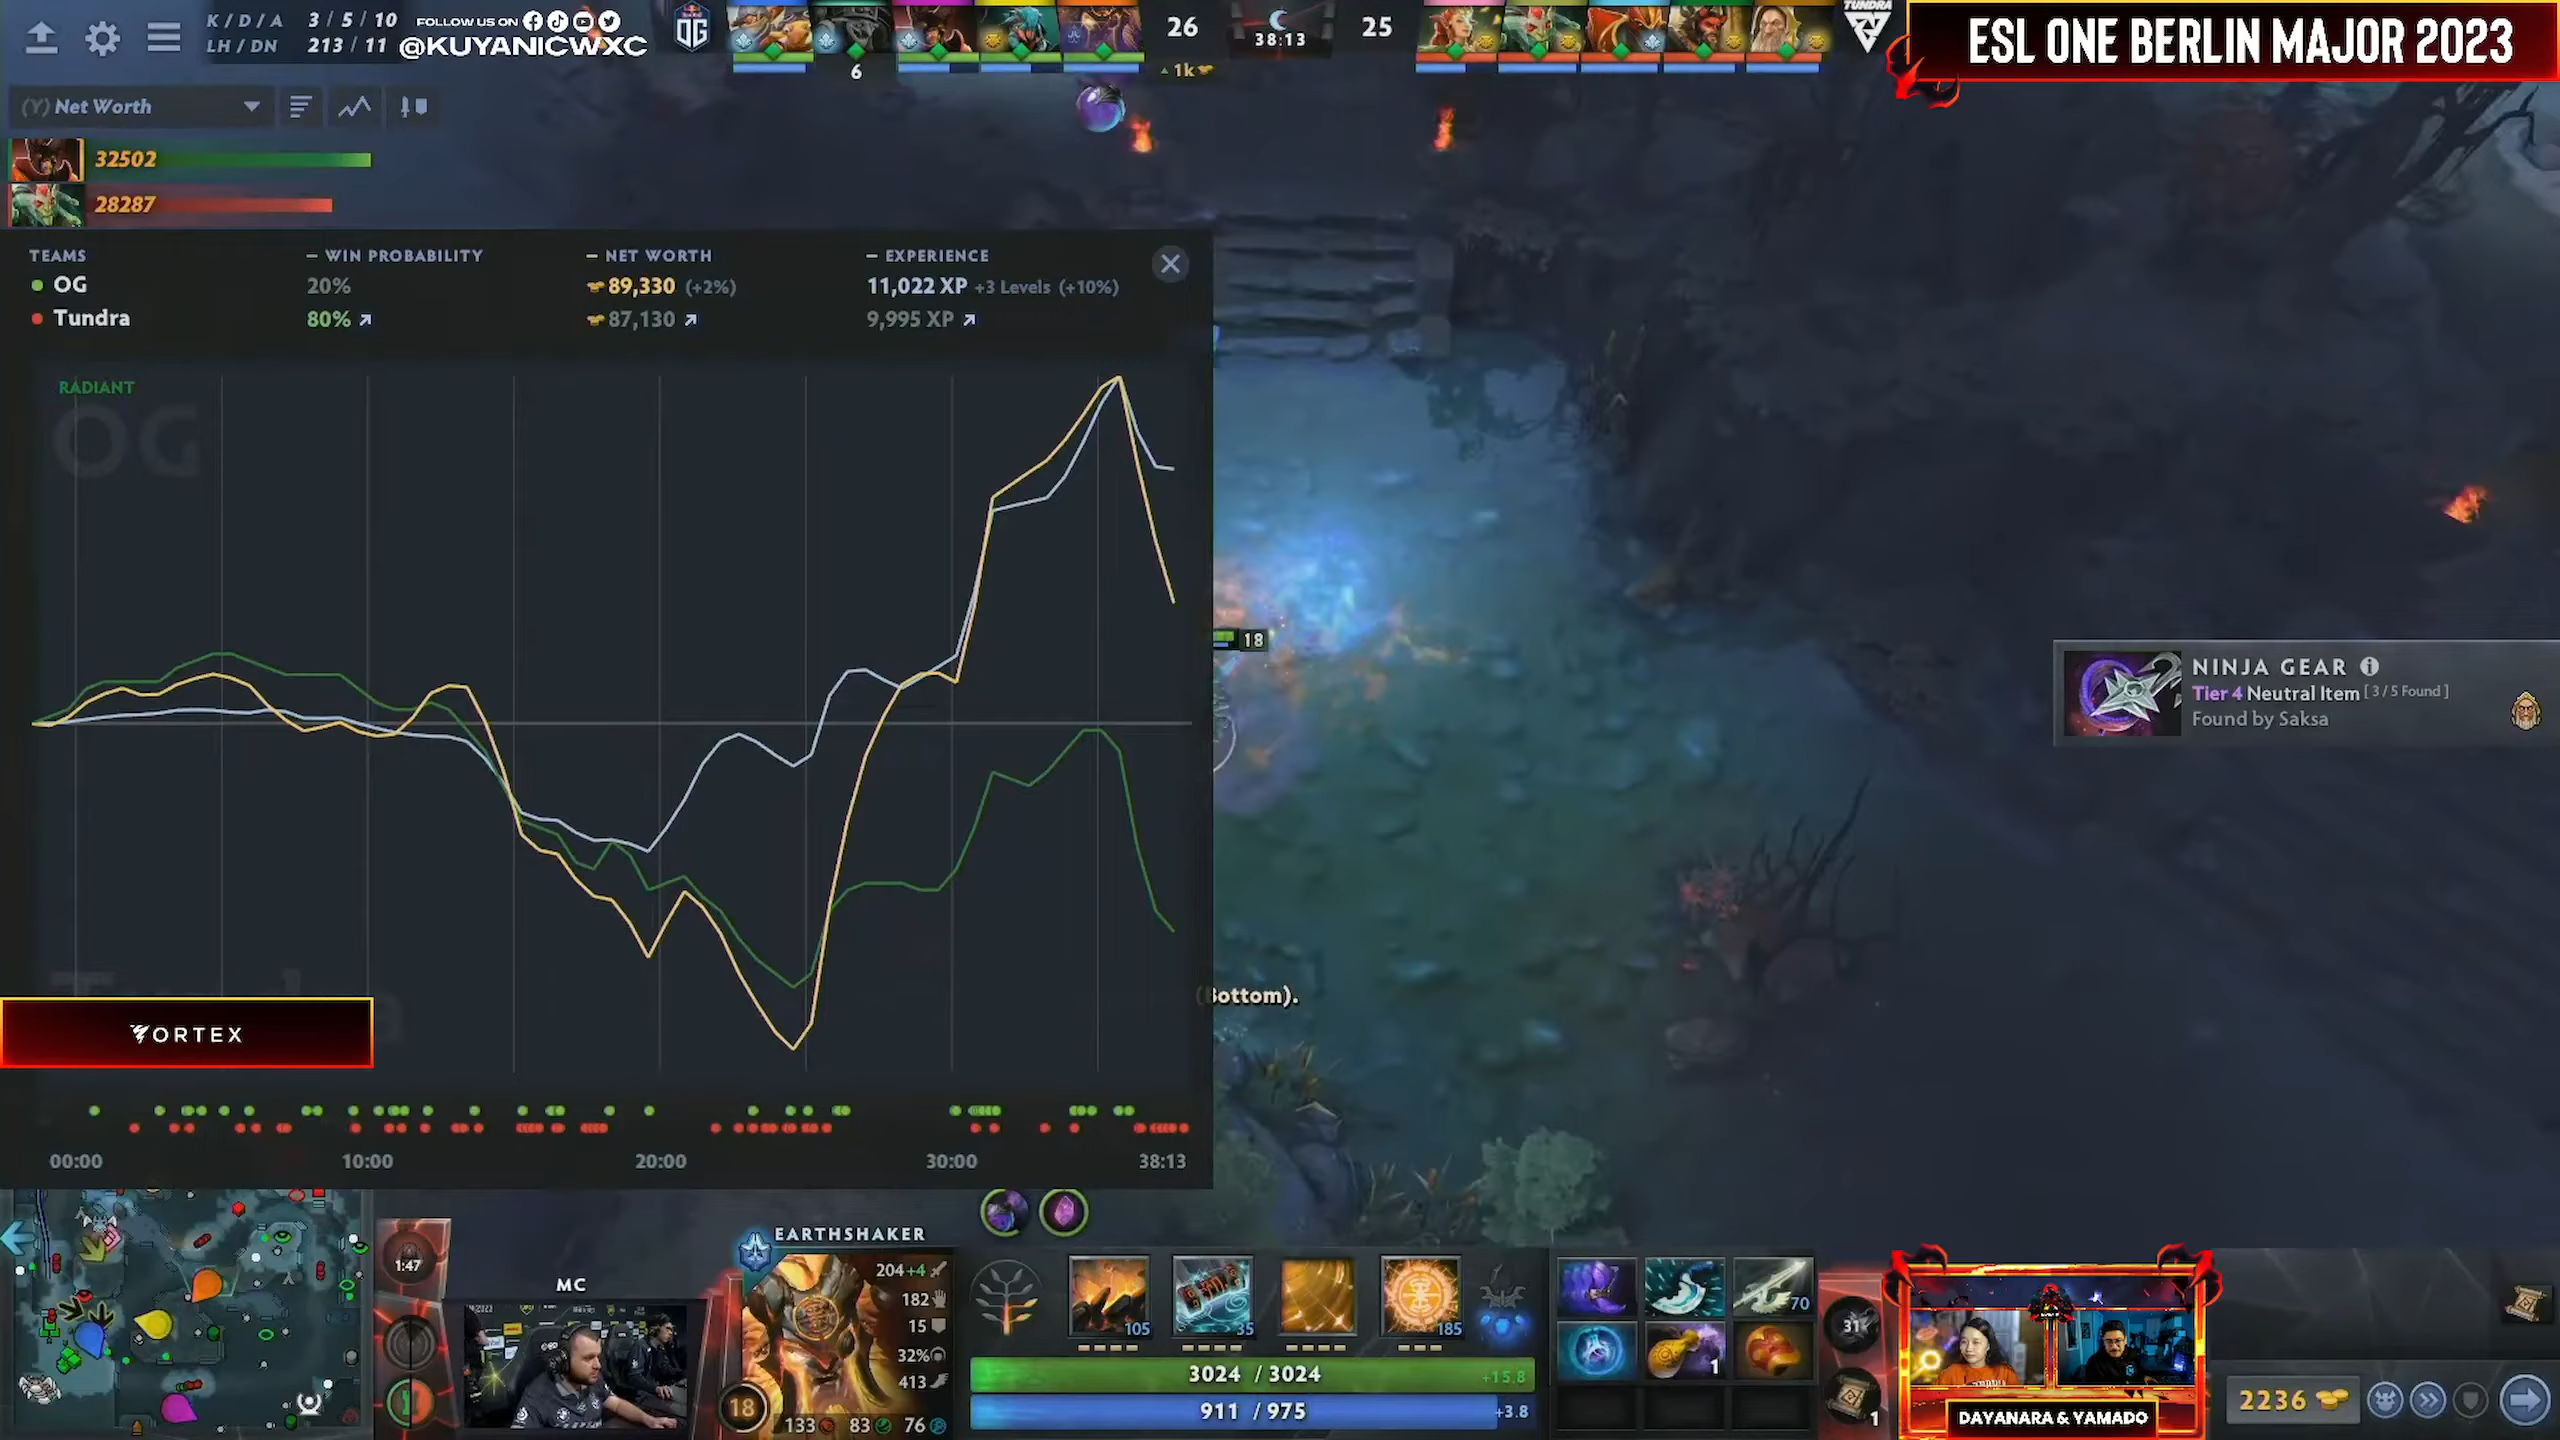 K / D / A 3 / 5 / 10
LH / DN 213 / 11
FOLLOW US ON
@KUYANICWXC
OG
26
38:13
25
6
1k
TUNDRA
ESL ONE BERLIN MAJOR 2023
(Y) Net Worth
32502
28287
TEAMS WIN PROBABILITY NET WORTH EXPERIENCE
OG 20% 89,330 (+2%) 11,022 XP +3 Levels (+10%)
Tundra 80% 87,130 9,995 XP
RADIANT
OG
18
NINJA GEAR
Tier 4 Neutral Item [ 3 / 5 Found ]
Found by Saksa
(Bottom).
VORTEX
00:00 10:00 20:00 30:00 38:13
1:47
MC
EARTHSHAKER
204 +4
182
15
32%
413
18
133 83 76
105 35 185
3024 / 3024 +15.8
911 / 975 +3.8
70
1
31
1
DAYANARA & YAMADO
2236